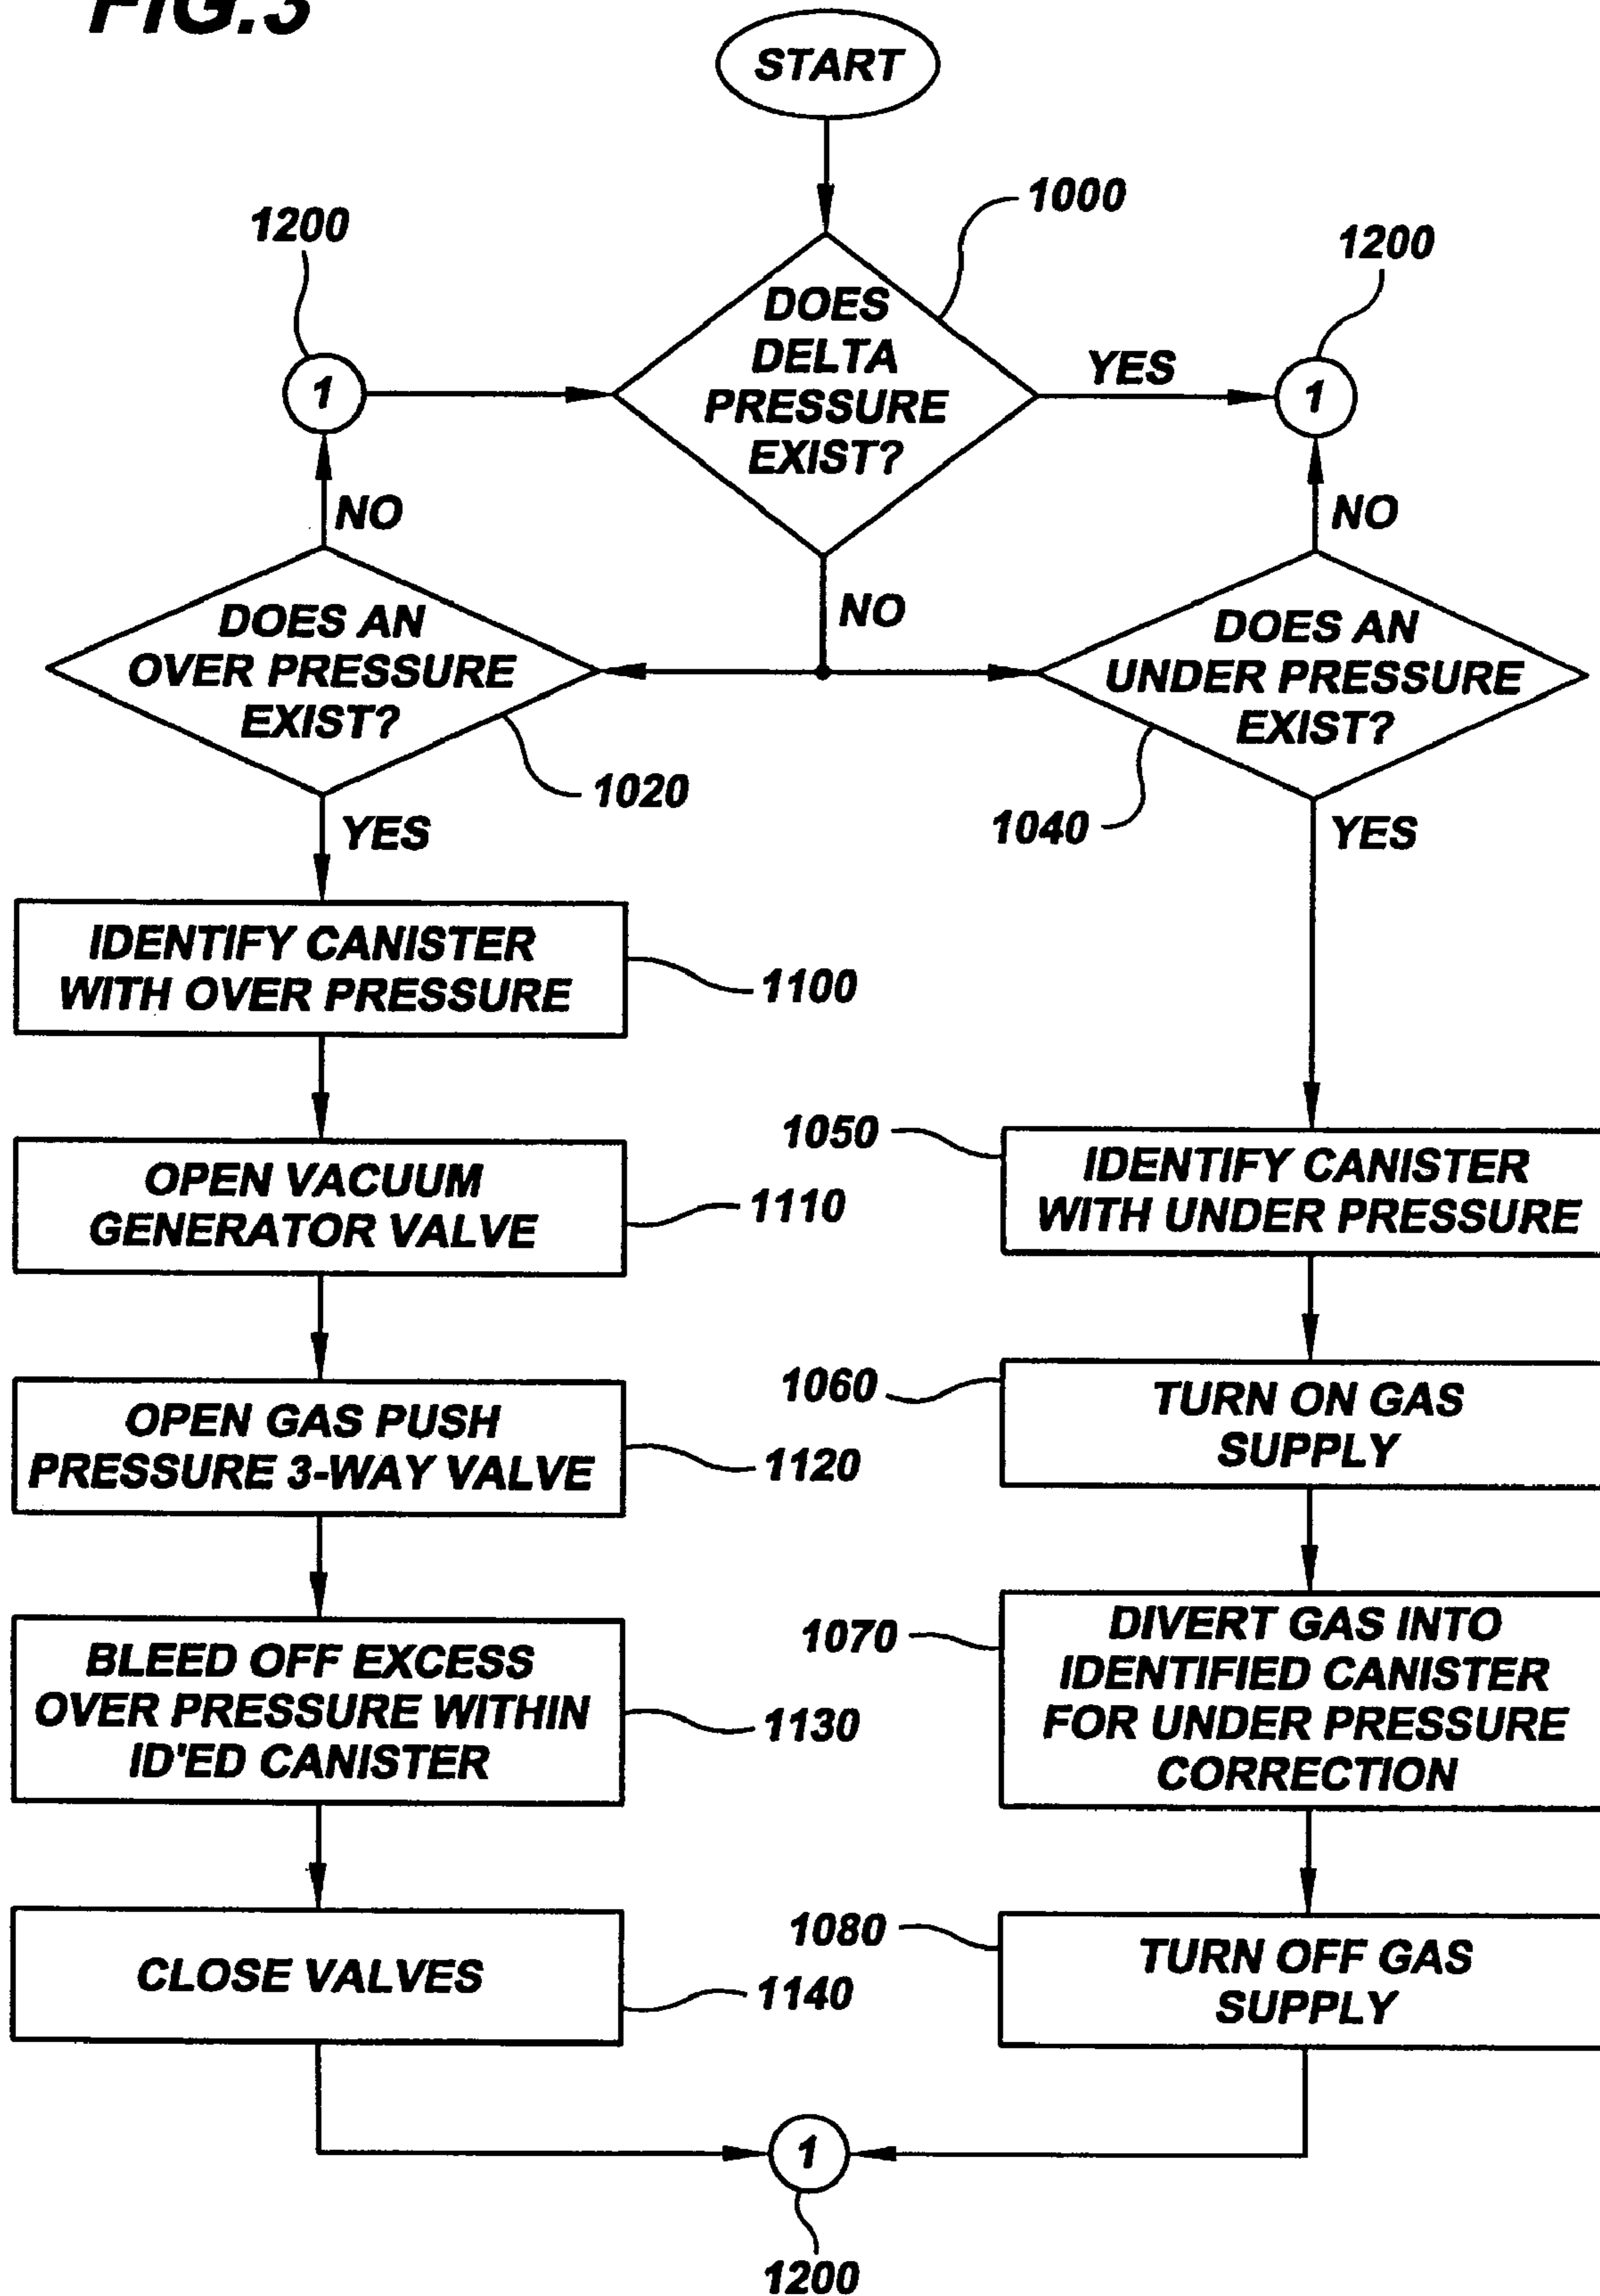 FIG.3
START
1000
1200
1200
DOES
DELTA
PRESSURE
EXIST?
YES
1
1
NO
NO
NO
DOES AN
OVER PRESSURE
EXIST?
1020
DOES AN
UNDER PRESSURE
EXIST?
1040
YES
YES
IDENTIFY CANISTER
WITH OVER PRESSURE
1100
OPEN VACUUM
GENERATOR VALVE
1110
OPEN GAS PUSH
PRESSURE 3-WAY VALVE
1120
BLEED OFF EXCESS
OVER PRESSURE WITHIN
ID'ED CANISTER
1130
CLOSE VALVES
1140
1050
IDENTIFY CANISTER
WITH UNDER PRESSURE
1060
TURN ON GAS
SUPPLY
1070
DIVERT GAS INTO
IDENTIFIED CANISTER
FOR UNDER PRESSURE
CORRECTION
1080
TURN OFF GAS
SUPPLY
1
1200